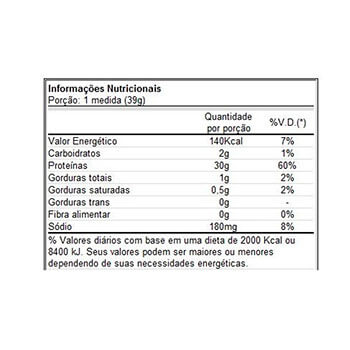 Informações Nutricionais
Porção: 1 medida (39g)
Quantidade por porção %V.D.(*)
Valor Energético 140Kcal 7%
Carboidratos 2g 1%
Proteínas 30g 60%
Gorduras totais 1g 2%
Gorduras saturadas 0,5g 2%
Gorduras trans 0g -
Fibra alimentar 0g 0%
Sódio 180mg 8%
% Valores diários com base em uma dieta de 2000 Kcal ou
8400 kJ. Seus valores podem ser maiores ou menores
dependendo de suas necessidades energéticas.